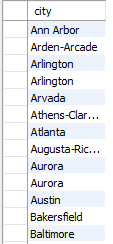 city
Ann Arbor
Arden-Arcade
Arlington
Arlington
Arvada
Athens-Clar...
Atlanta
Augusta-Ric...
Aurora
Aurora
Austin
Bakersfield
Baltimore